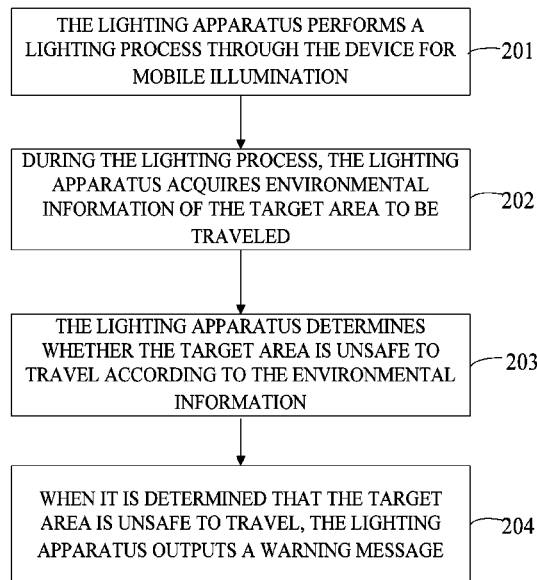 THE LIGHTING APPARATUS PERFORMS A
LIGHTING PROCESS THROUGH THE DEVICE FOR
MOBILE ILLUMINATION
201
DURING THE LIGHTING PROCESS, THE LIGHTING
APPARATUS ACQUIRES ENVIRONMENTAL
INFORMATION OF THE TARGET AREA TO BE
TRAVELED
202
THE LIGHTING APPARATUS DETERMINES
WHETHER THE TARGET AREA IS UNSAFE TO
TRAVEL ACCORDING TO THE ENVIRONMENTAL
INFORMATION
203
WHEN IT IS DETERMINED THAT THE TARGET
AREA IS UNSAFE TO TRAVEL, THE LIGHTING
APPARATUS OUTPUTS A WARNING MESSAGE
204